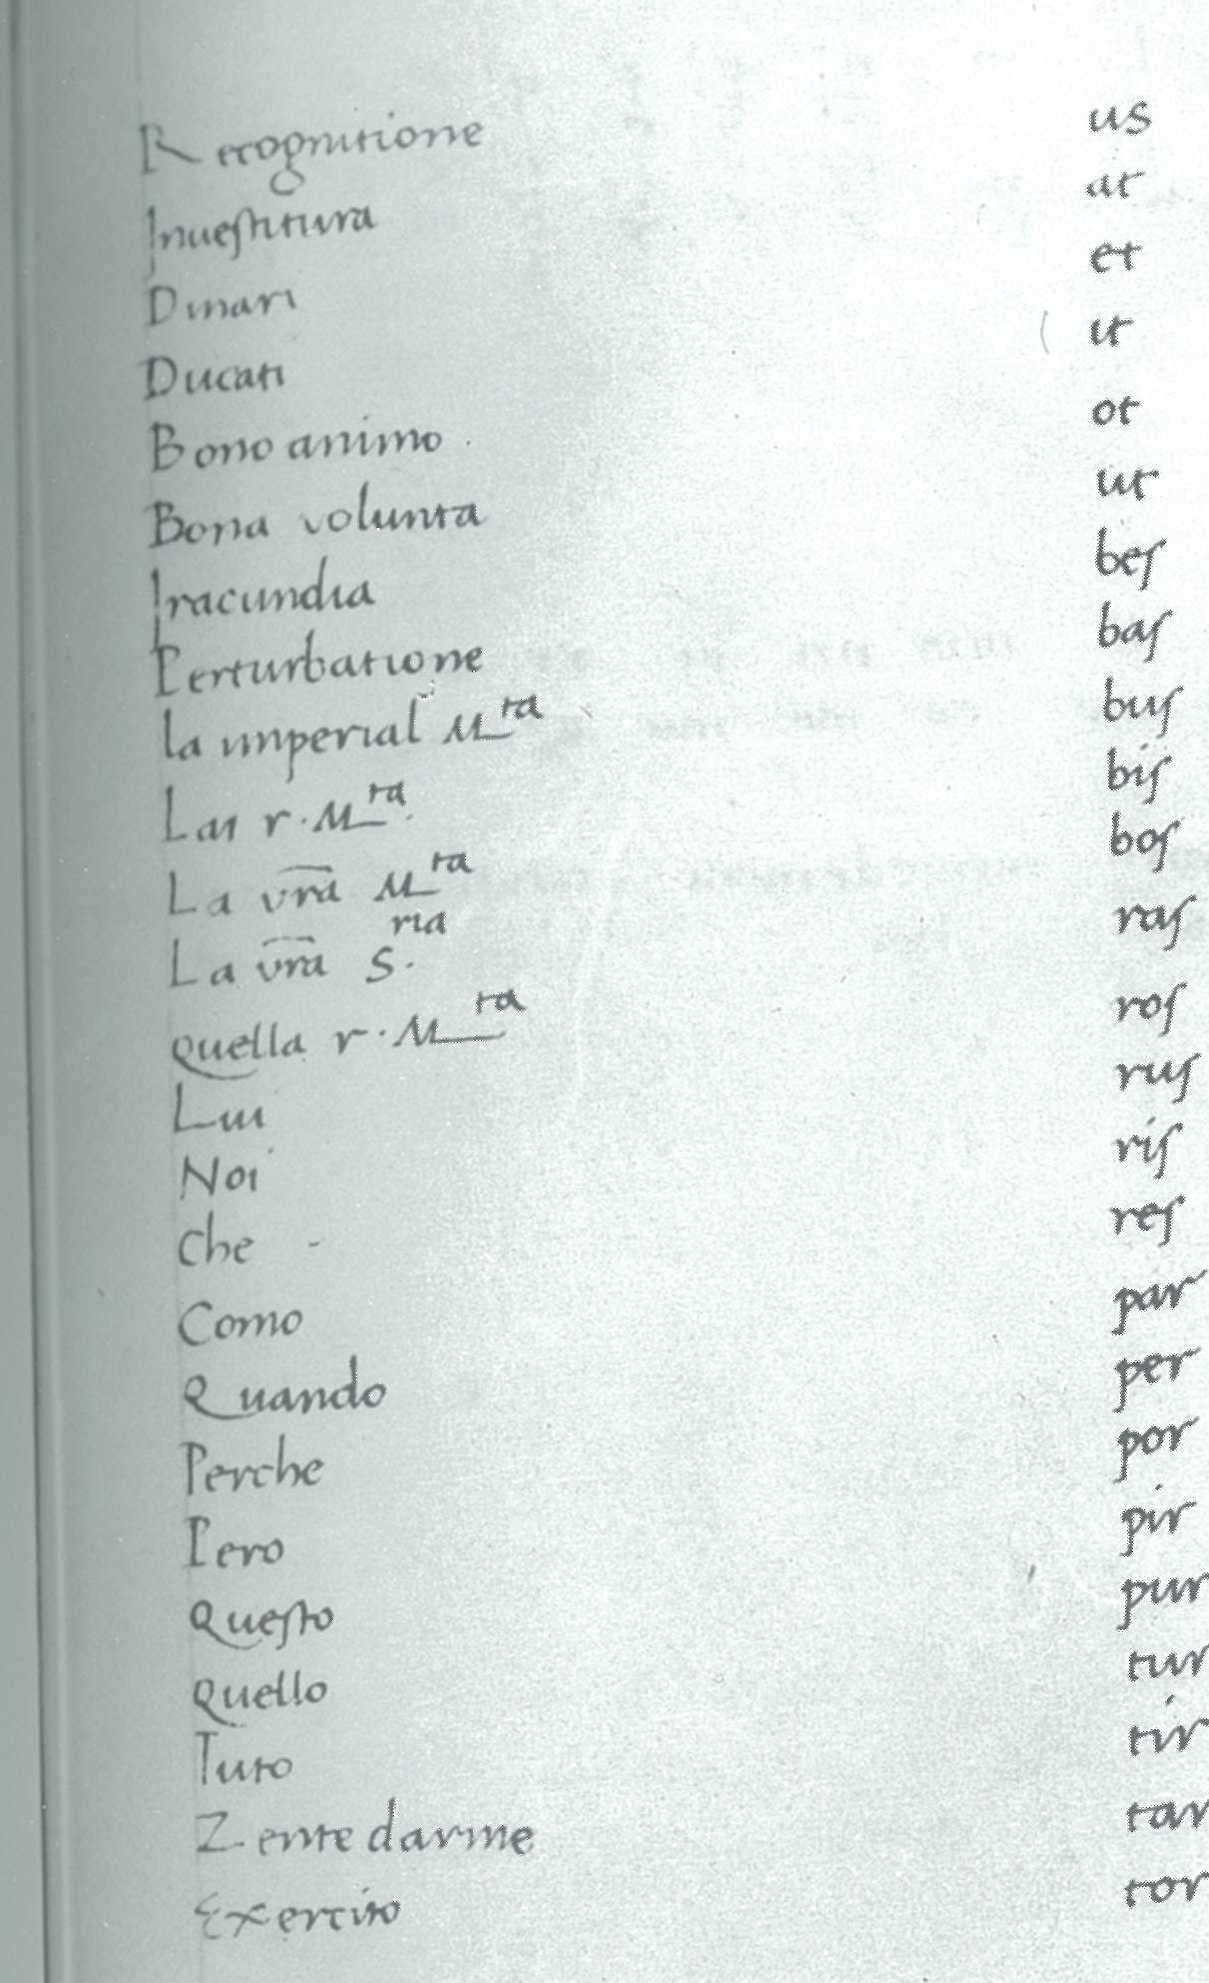 Recognitione us
Inuestitura at
Dinari et
Ducati it
Bono animo ot
Bona volunta ut
Iracundia bes
Perturbatione bas
la imperial M^ta bus
Lai r. M^ta. bis
La vra M^ta bos
La vra S.^ria ras
quella r. M^ta ros
Lui rus
Noi ris
Che - res
Como par
Quando per
Perche por
Pero pir
Questo pur
quello tur
Tuto tir
Zente darme tar
Exercito tor